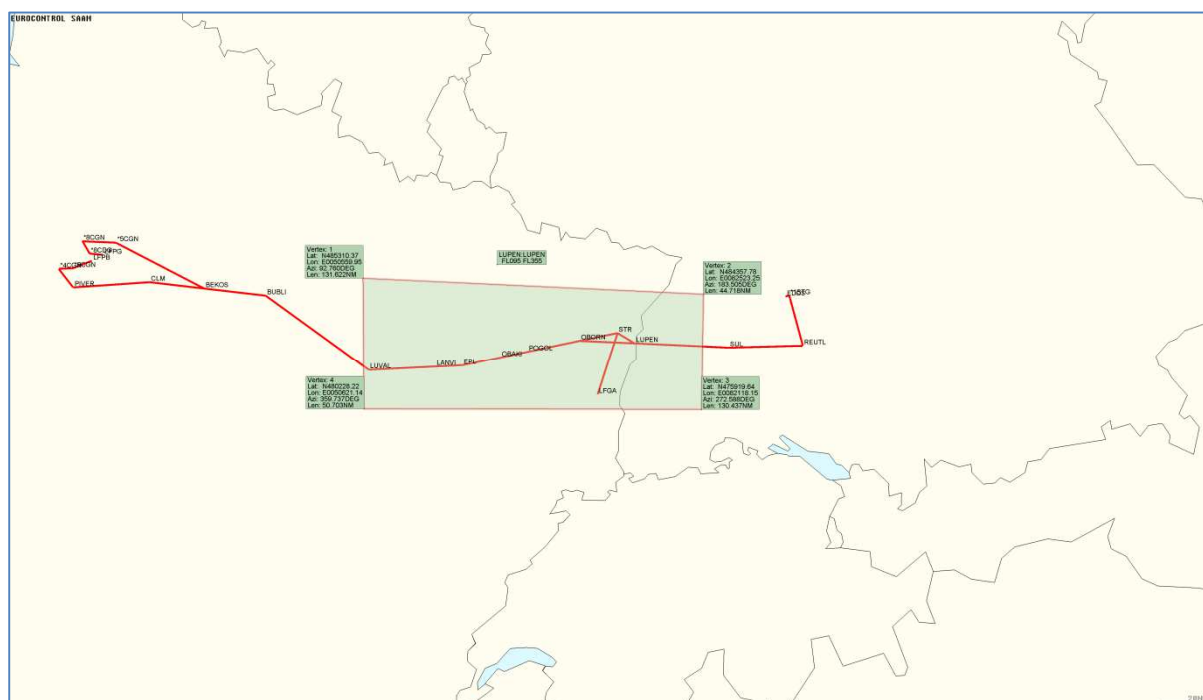 EUROCONTROL SAAM
*8CGN
*5CGN
LFPB
PIVER
CLM
BEKOS
BUBLI
Vertex: 1
Lat: N485310.37
Lon: E0050559.95
Azi: 92.760DEG
Len: 131.622NM
LUPEN:LUPEN
FL095 FL355
Vertex: 2
Lat: N484357.78
Lon: E0082523.25
Azi: 183.505DEG
Len: 44.716NM
STR
OBORN
LUPEN
POGOL
OBAIG
EPL
LANVI
LUVAL
SUL
REUTL
LFGA
Vertex: 4
Lat: N480228.22
Lon: E0050621.14
Azi: 359.737DEG
Len: 50.703NM
Vertex: 3
Lat: N475919.64
Lon: E0082118.15
Azi: 272.588DEG
Len: 130.437NM